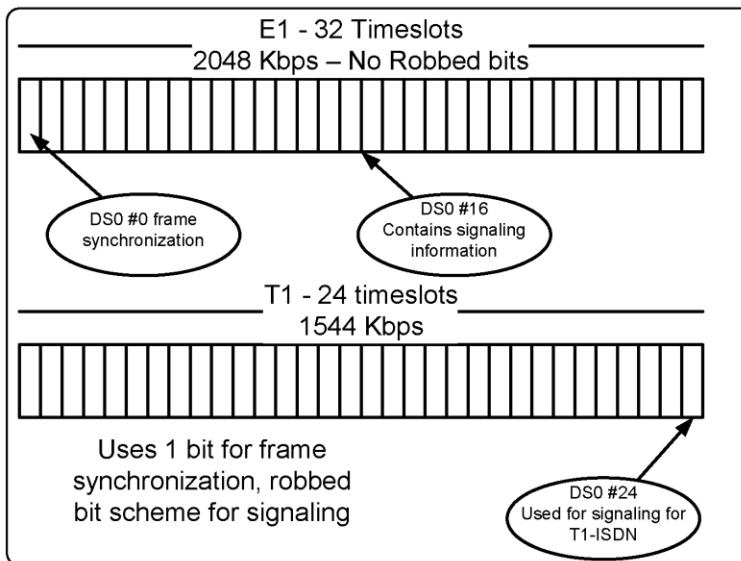 E1 - 32 Timeslots
2048 Kbps – No Robbed bits
DS0 #0 frame
synchronization
DS0 #16
Contains signaling
information
T1 - 24 timeslots
1544 Kbps
Uses 1 bit for frame
synchronization, robbed
bit scheme for signaling
DS0 #24
Used for signaling for
T1-ISDN